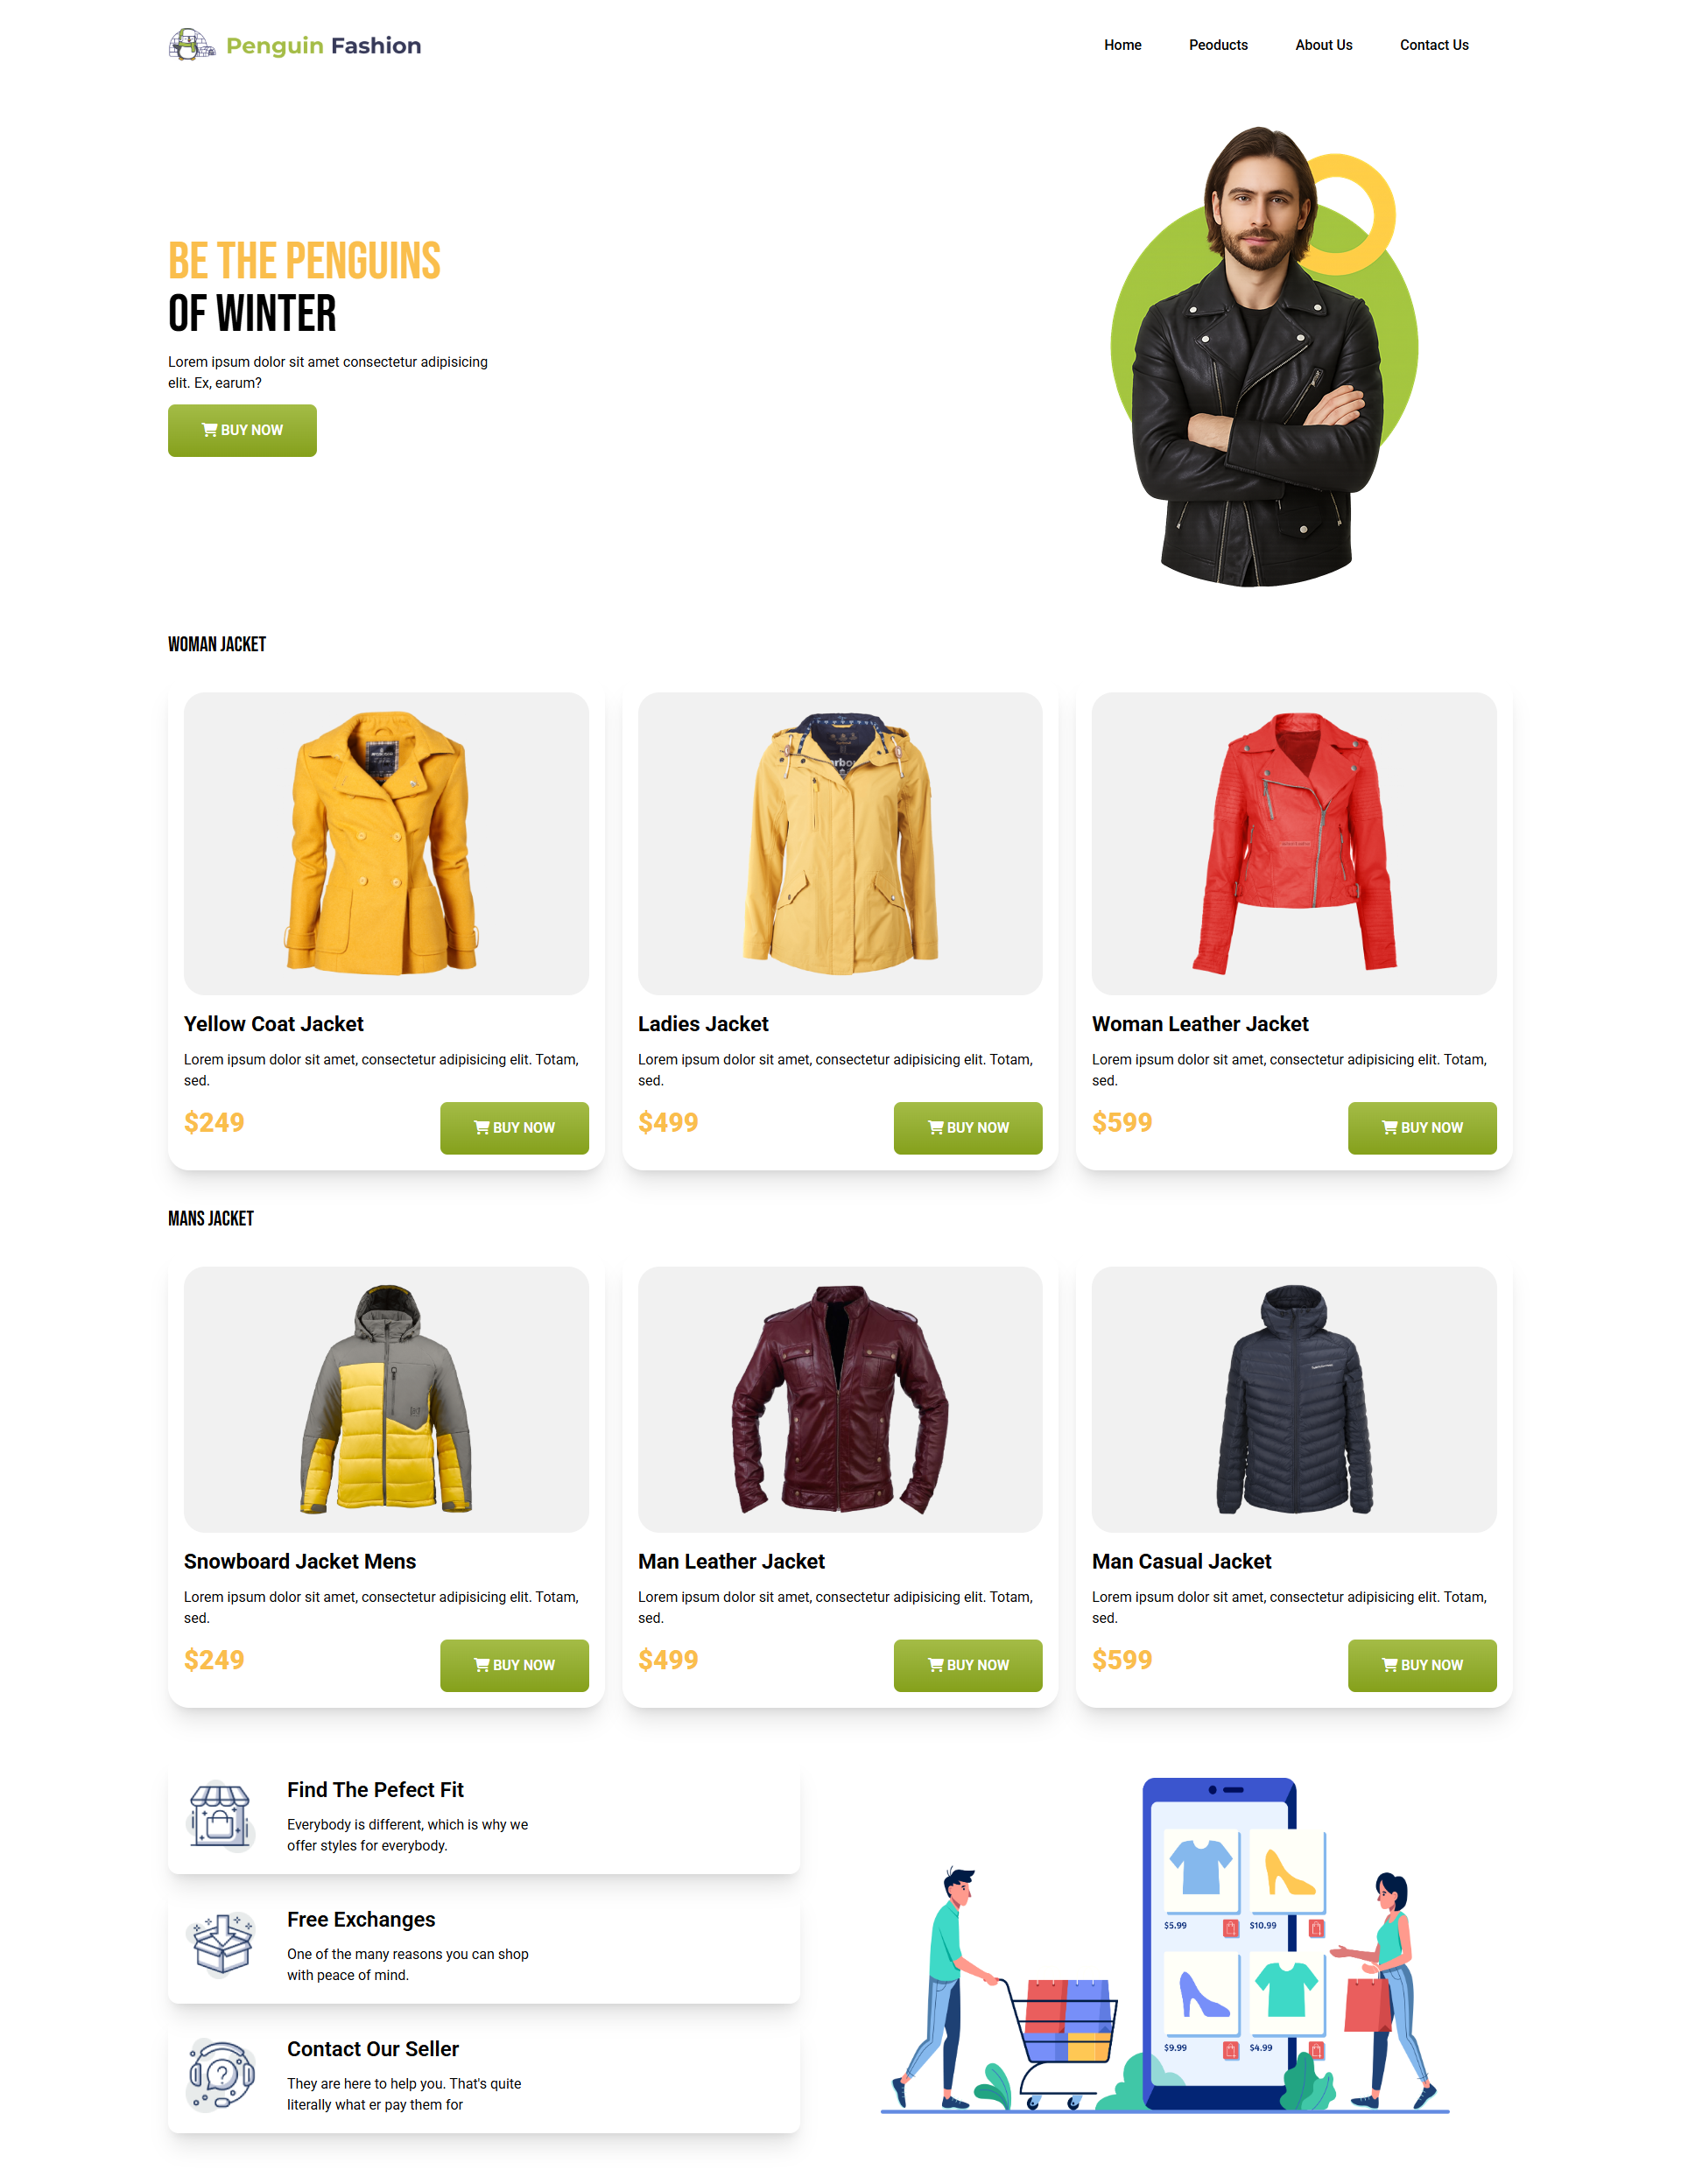 Penguin Fashion
Home Peoducts About Us Contact Us
BE THE PENGUINS
OF WINTER
Lorem ipsum dolor sit amet consectetur adipisicing
elit. Ex, earum?
BUY NOW
WOMAN JACKET
Yellow Coat Jacket
Lorem ipsum dolor sit amet, consectetur adipisicing elit. Totam,
sed.
$249 BUY NOW
Ladies Jacket
Lorem ipsum dolor sit amet, consectetur adipisicing elit. Totam,
sed.
$499 BUY NOW
Woman Leather Jacket
Lorem ipsum dolor sit amet, consectetur adipisicing elit. Totam,
sed.
$599 BUY NOW
MANS JACKET
Snowboard Jacket Mens
Lorem ipsum dolor sit amet, consectetur adipisicing elit. Totam,
sed.
$249 BUY NOW
Man Leather Jacket
Lorem ipsum dolor sit amet, consectetur adipisicing elit. Totam,
sed.
$499 BUY NOW
Man Casual Jacket
Lorem ipsum dolor sit amet, consectetur adipisicing elit. Totam,
sed.
$599 BUY NOW
Find The Pefect Fit
Everybody is different, which is why we
offer styles for everybody.
Free Exchanges
One of the many reasons you can shop
with peace of mind.
Contact Our Seller
They are here to help you. That's quite
literally what er pay them for
$5.99 $10.99
$9.99 $4.99